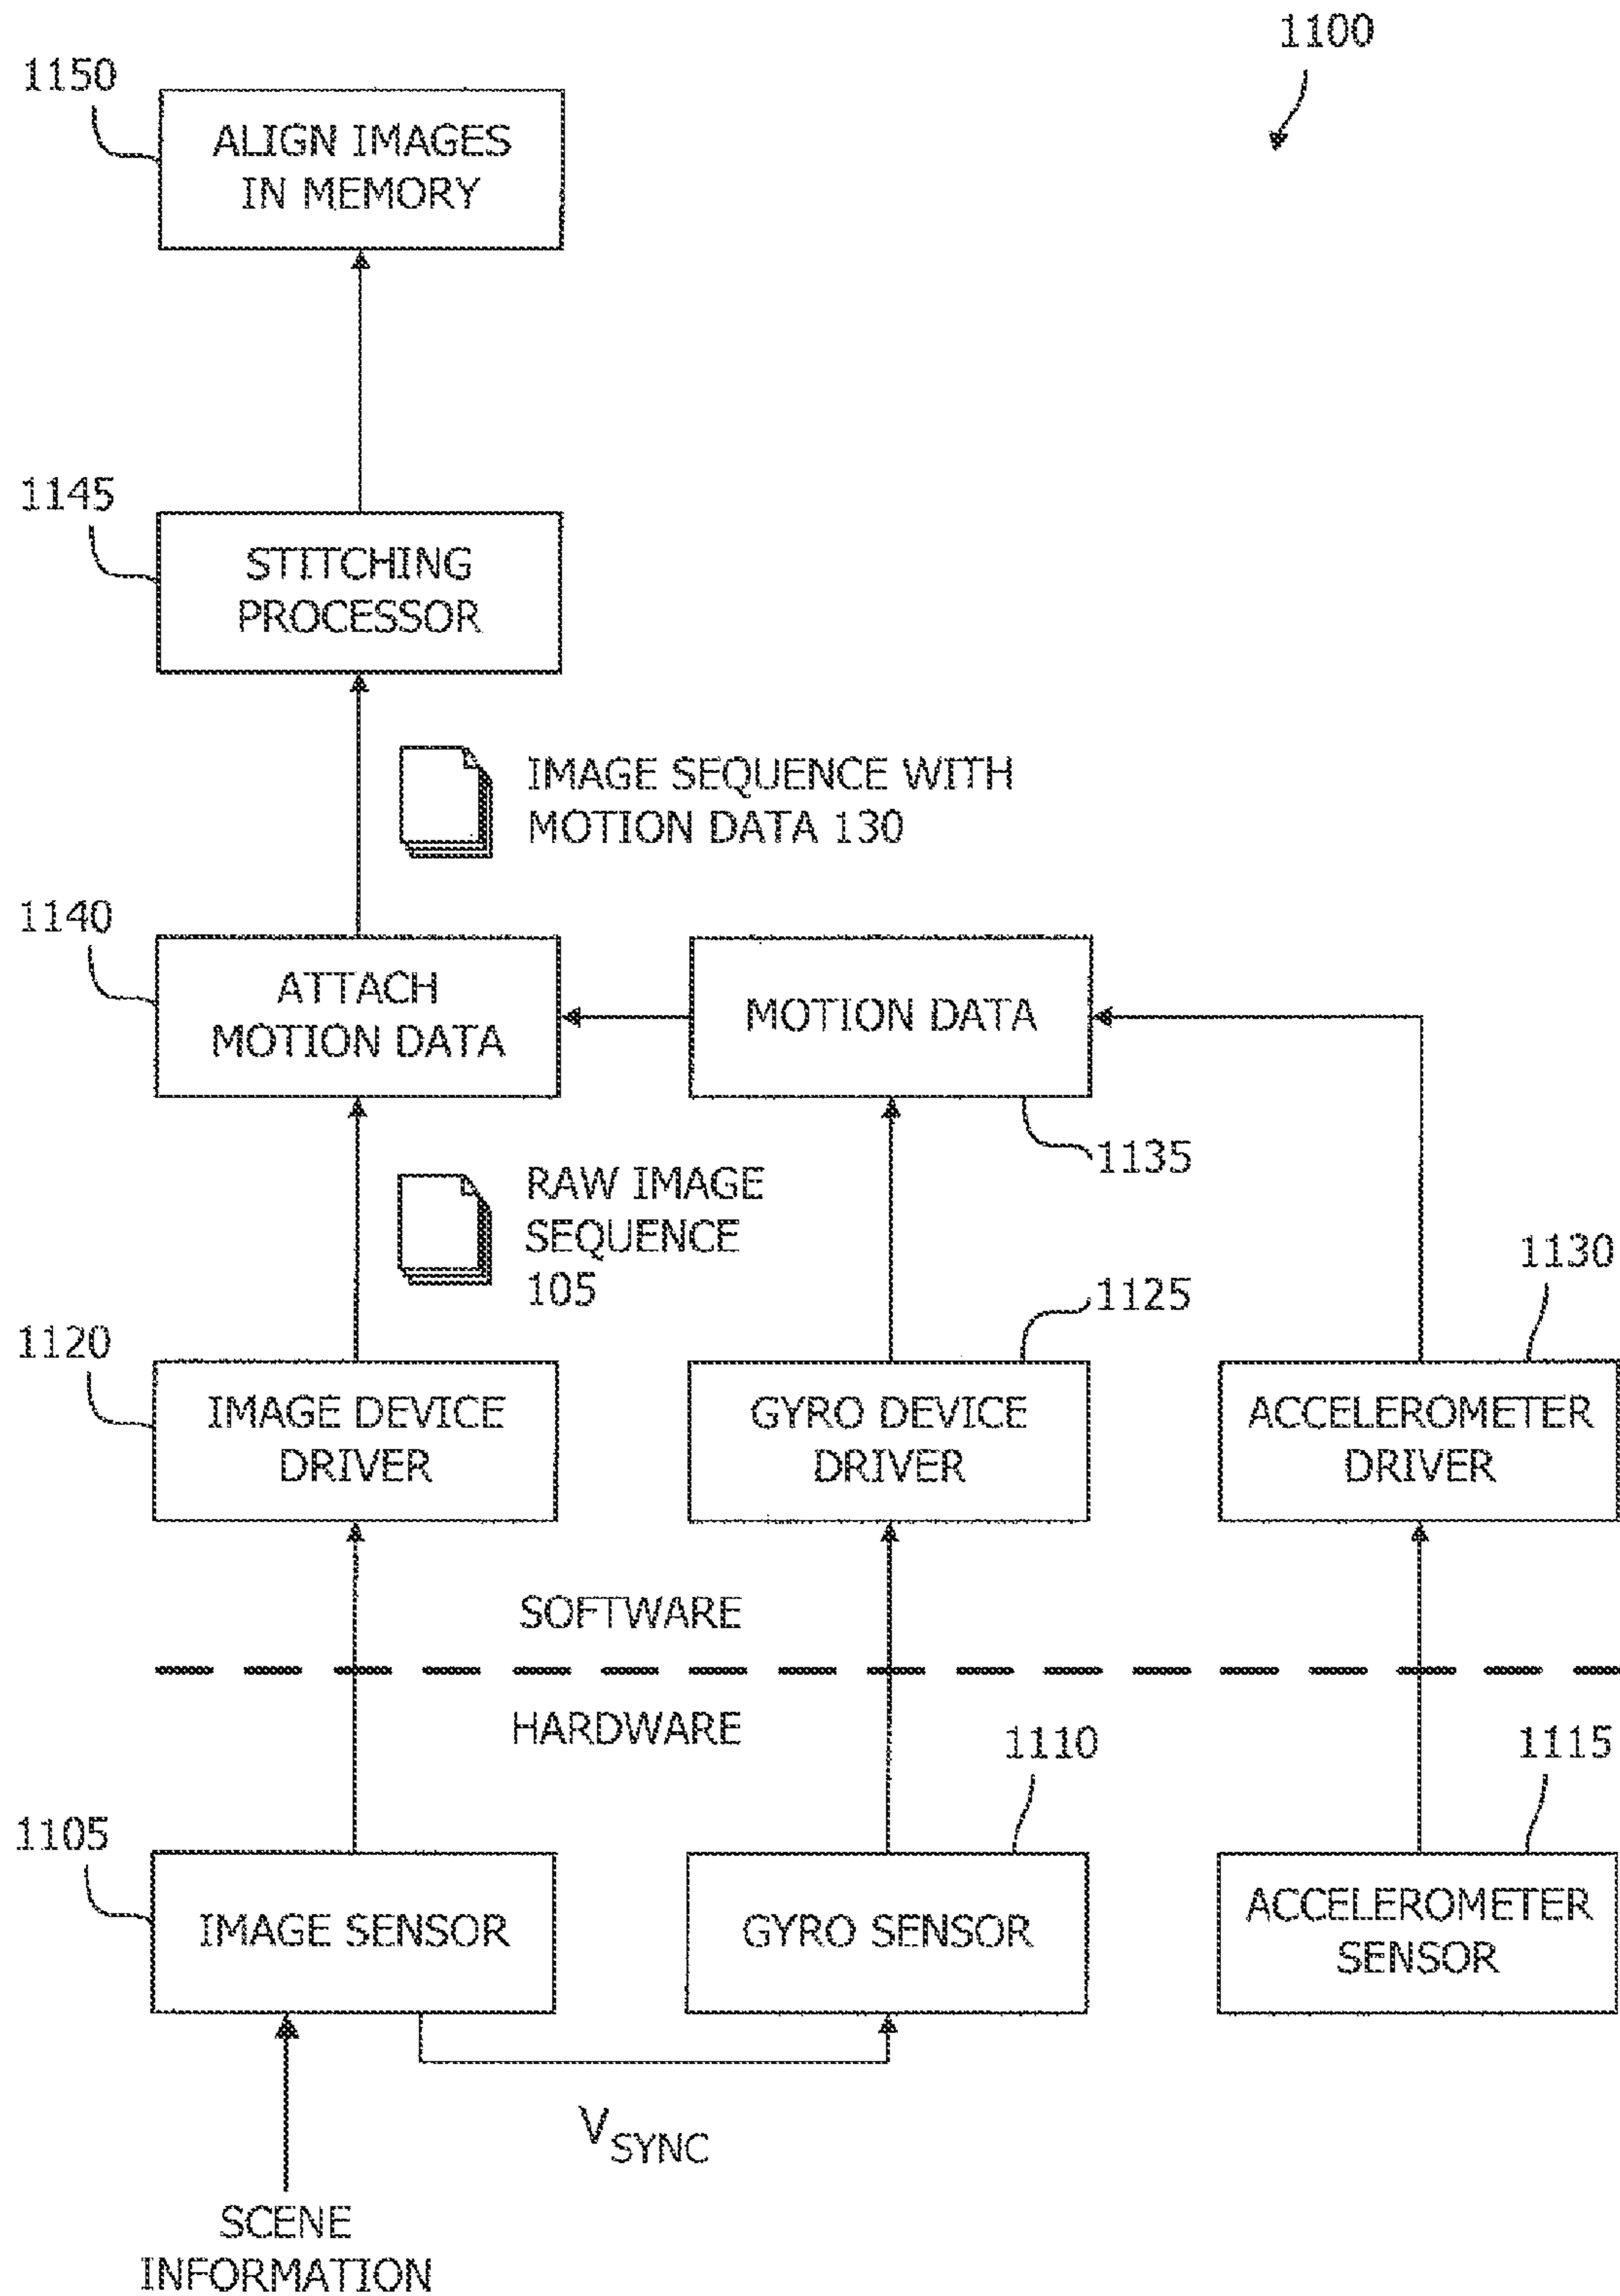 1100
1150
ALIGN IMAGES
IN MEMORY
1145
STITCHING
PROCESSOR
IMAGE SEQUENCE WITH
MOTION DATA 130
1140
ATTACH
MOTION DATA
MOTION DATA
1135
RAW IMAGE
SEQUENCE
105
1120
IMAGE DEVICE
DRIVER
1125
GYRO DEVICE
DRIVER
1130
ACCELEROMETER
DRIVER
SOFTWARE
HARDWARE
1105
IMAGE SENSOR
1110
GYRO SENSOR
1115
ACCELEROMETER
SENSOR
VSYNC
SCENE
INFORMATION